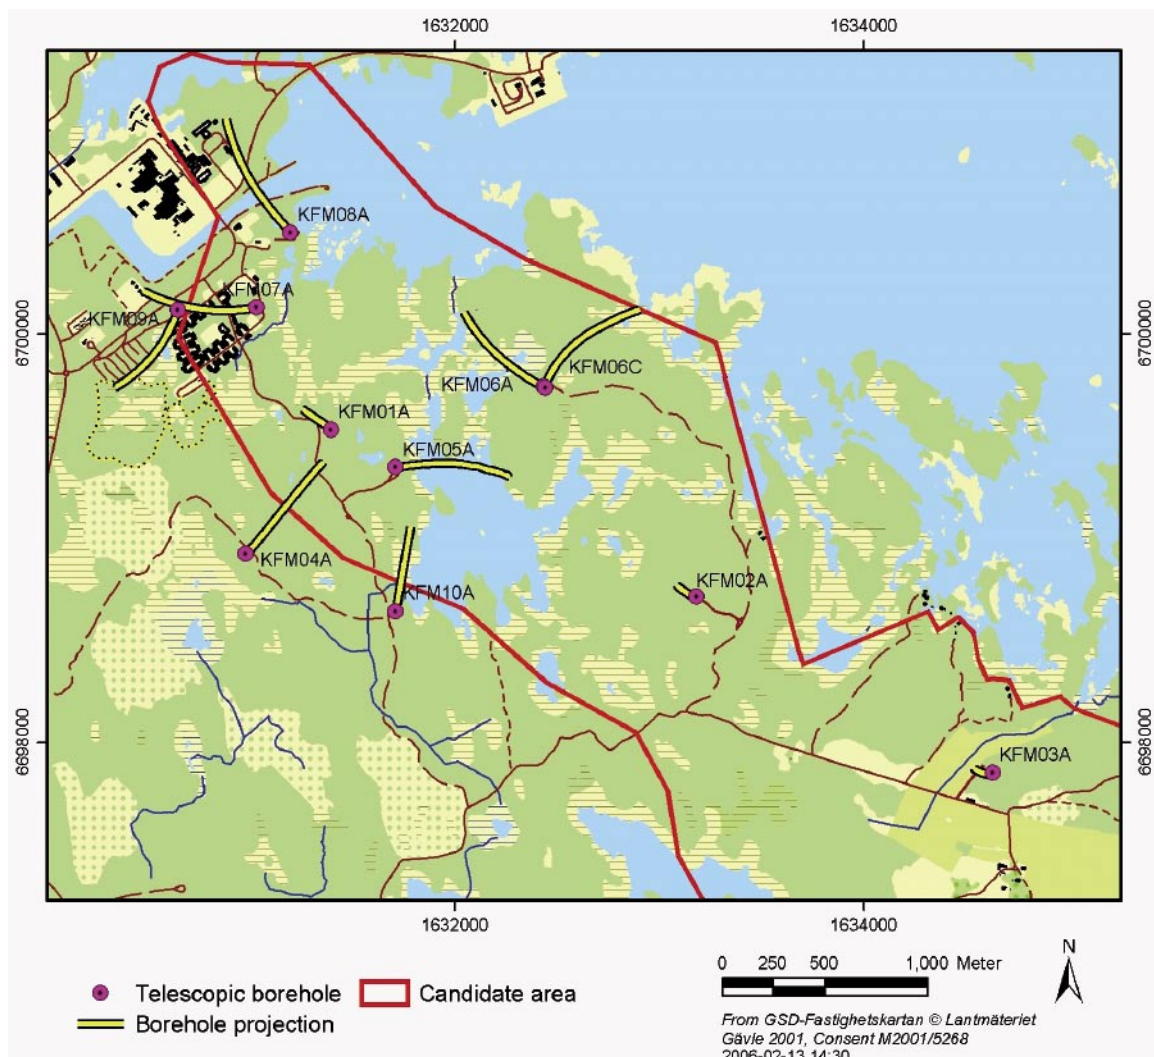 1632000
1634000
KFM08A
KFM07A
KFM09A
6700000
6700000
KFM06C
KFM06A
KFM01A
KFM05A
KFM04A
KFM02A
KFM10A
6698000
6698000
KFM03A
1632000
1634000
Telescopic borehole
Candidate area
Borehole projection
0 250 500 1,000 Meter
N
From GSD-Fastighetskartan © Lantmäteriet
Gävle 2001, Consent M2001/5268
2006-02-13 14:30